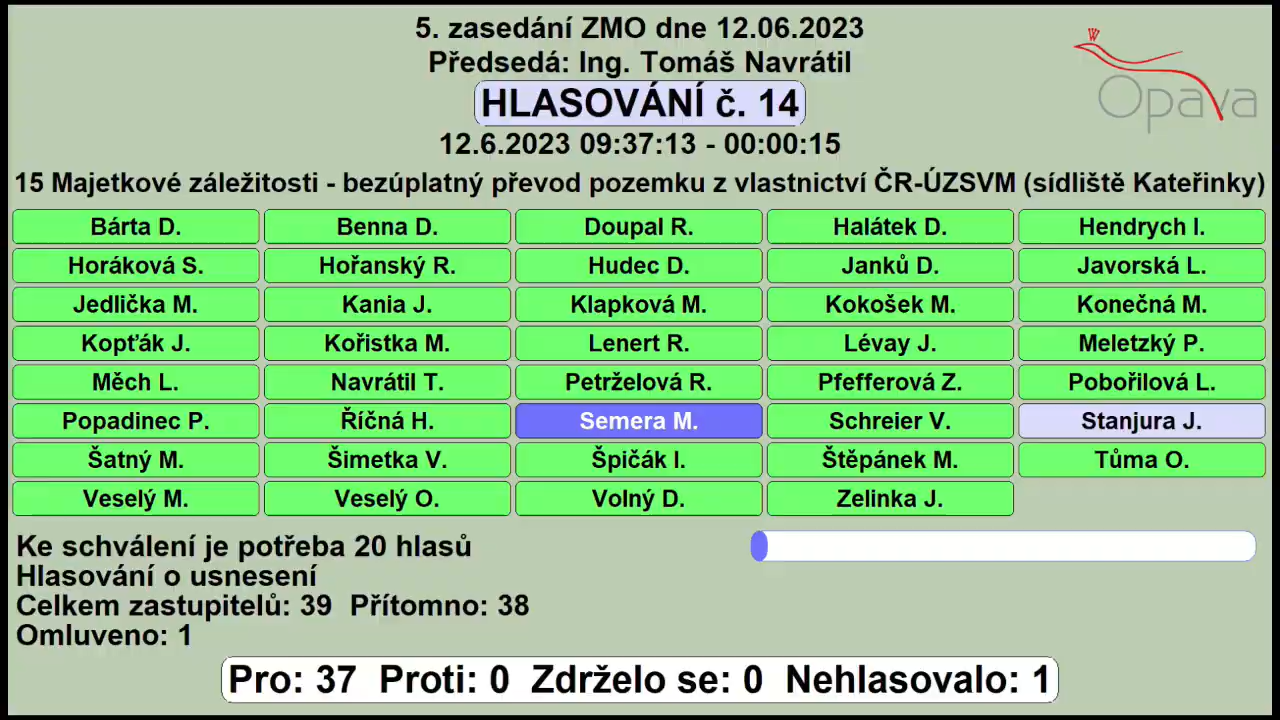 5. zasedání ZMO dne 12.06.2023
Předsedá: Ing. Tomáš Navrátil
Opava
HLASOVÁNÍ č. 14
12.6.2023 09:37:13 - 00:00:15
15 Majetkové záležitosti - bezúplatný převod pozemku z vlastnictví ČR-ÚZSVM (sídliště Kateřinky)
Bárta D. Benna D. Doupal R. Halátek D. Hendrych I.
Horáková S. Hořanský R. Hudec D. Janků D. Javorská L.
Jedlička M. Kania J. Klapková M. Kokošek M. Konečná M.
Kopťák J. Kořistka M. Lenert R. Lévay J. Meletzký P.
Měch L. Navrátil T. Petrželová R. Pfefferová Z. Pobořilová L.
Popadinec P. Říčná H. Semera M. Schreier V. Stanjura J.
Šatný M. Šimetka V. Špičák I. Štěpánek M. Tůma O.
Veselý M. Veselý O. Volný D. Zelinka J.
Ke schválení je potřeba 20 hlasů
Hlasování o usnesení
Celkem zastupitelů: 39 Přítomno: 38
Omluveno: 1
Pro: 37 Proti: 0 Zdrželo se: 0 Nehlasovalo: 1